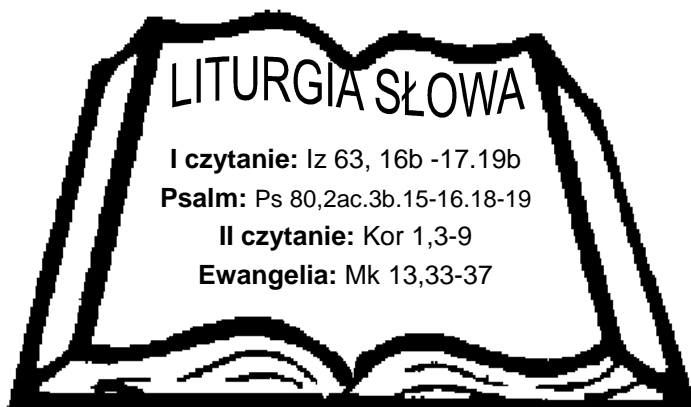 LITURGIA SŁOWA
I czytanie: Iz 63, 16b -17.19b
Psalm: Ps 80,2ac.3b.15-16.18-19
II czytanie: Kor 1,3-9
Ewangelia: Mk 13,33-37